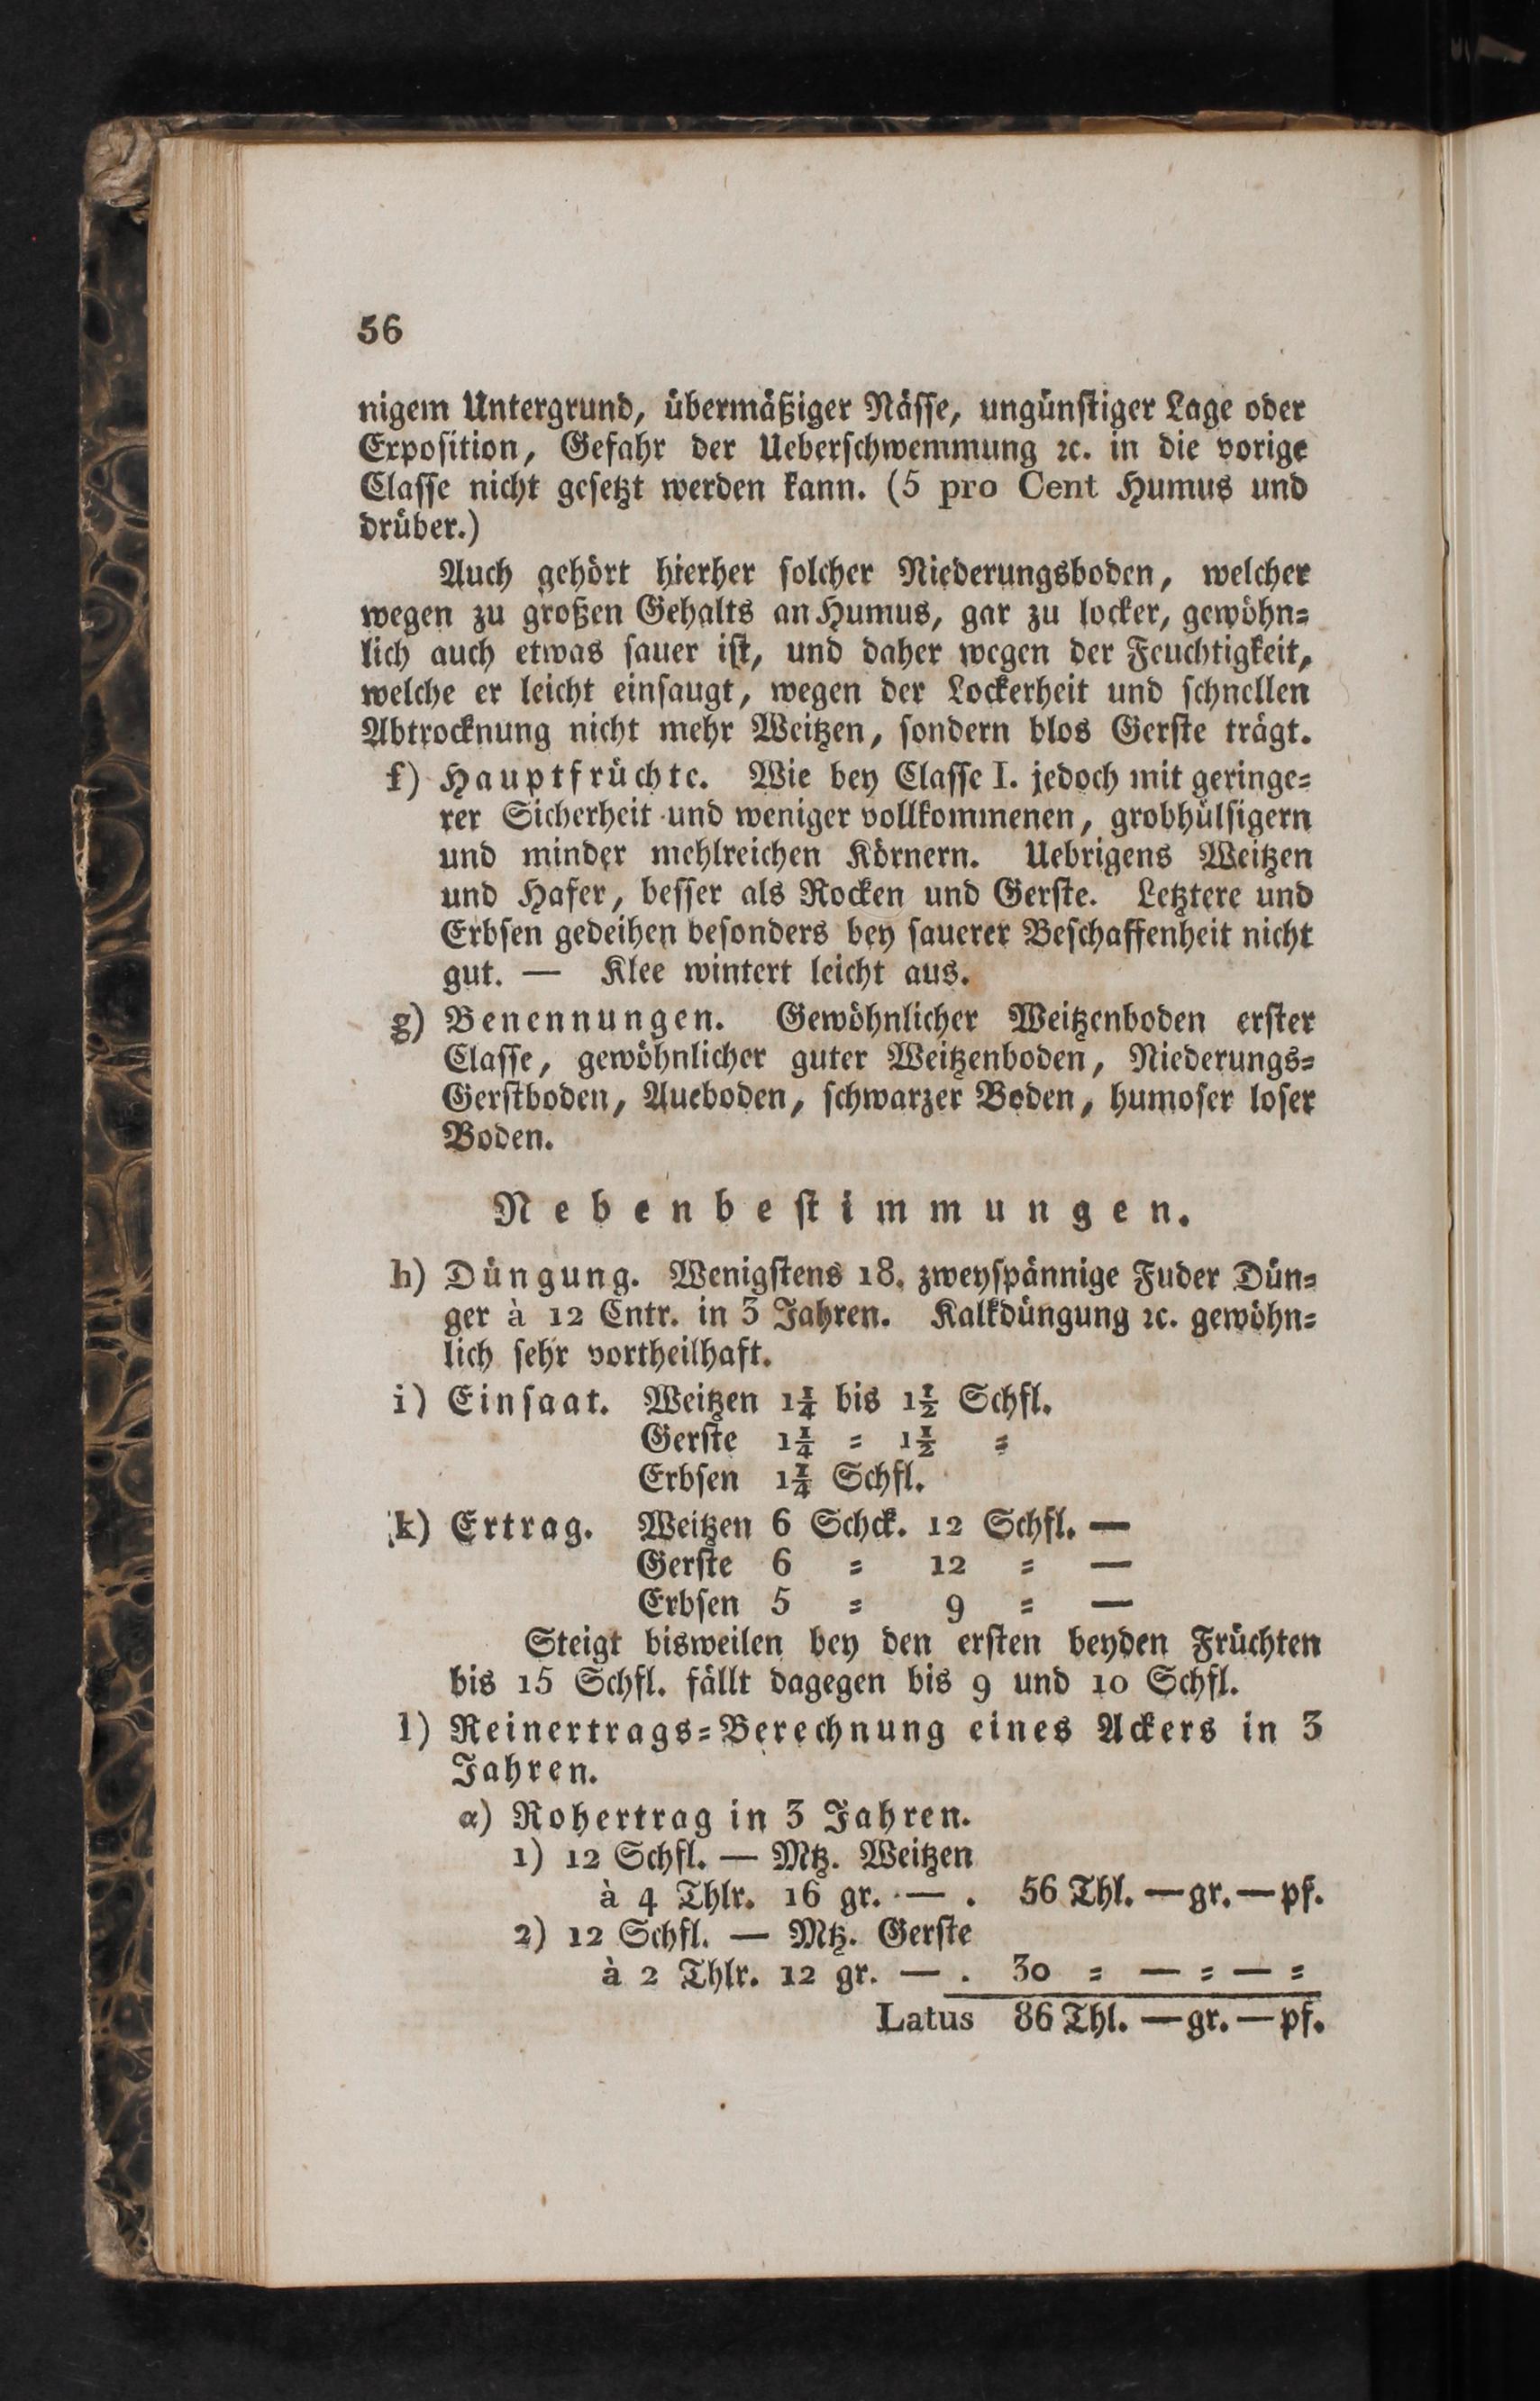 56
nigem Untergrund, übermäßiger Nässe, ungünstiger Lage oder
Exposition, Gefahr der Ueberschwemmung ꝛc. in die vorige
Classe nicht gesetzt werden kann. (5 pro Cent Humus und
drüber.)
Auch gehört hierher solcher Niederungsboden, welcher
wegen zu großen Gehalts an Humus, gar zu locker, gewöhn=
lich auch etwas sauer ist, und daher wegen der Feuchtigkeit,
welche er leicht einsaugt, wegen der Lockerheit und schnellen
Abtrocknung nicht mehr Weitzen, sondern blos Gerste trägt.
f) Hauptfrüchte. Wie bey Classe I. jedoch mit geringe=
rer Sicherheit und weniger vollkommenen, grobhülsigern
und minder mehlreichen Körnern. Uebrigens Weitzen
und Hafer, besser als Rocken und Gerste. Letztere und
Erbsen gedeihen besonders bey sauerer Beschaffenheit nicht
gut. — Klee wintert leicht aus.
g) Benennungen. Gewöhnlicher Weitzenboden erster
Classe, gewöhnlicher guter Weitzenboden, Niederungs=
Gerstboden, Aueboden, schwarzer Boden, humoser loser
Boden.
Nebenbestimmungen.
h) Düngung. Wenigstens 18. zweyspännige Fuder Dün=
ger à 12 Cntr. in 3 Jahren. Kalkdüngung ꝛc. gewöhn=
lich sehr vortheilhaft.
i) Einsaat. Weitzen 1¼ bis 1½ Schfl.
Gerste 1¼ = 1½ =
Erbsen 1¼ Schfl.
k) Ertrag. Weitzen 6 Schck. 12 Schfl. —
Gerste 6 = 12 = —
Erbsen 5 = 9 = —
Steigt bisweilen bey den ersten beyden Früchten
bis 15 Schfl. fällt dagegen bis 9 und 10 Schfl.
l) Reinertrags=Berechnung eines Ackers in 3
Jahren.
α) Rohertrag in 3 Jahren.
1) 12 Schfl. — Mtz. Weitzen
à 4 Thlr. 16 gr. — . 56 Thl. — gr. — pf.
2) 12 Schfl. — Mtz. Gerste
à 2 Thlr. 12 gr. — . 30 = — = — =
Latus 86 Thl. — gr. — pf.